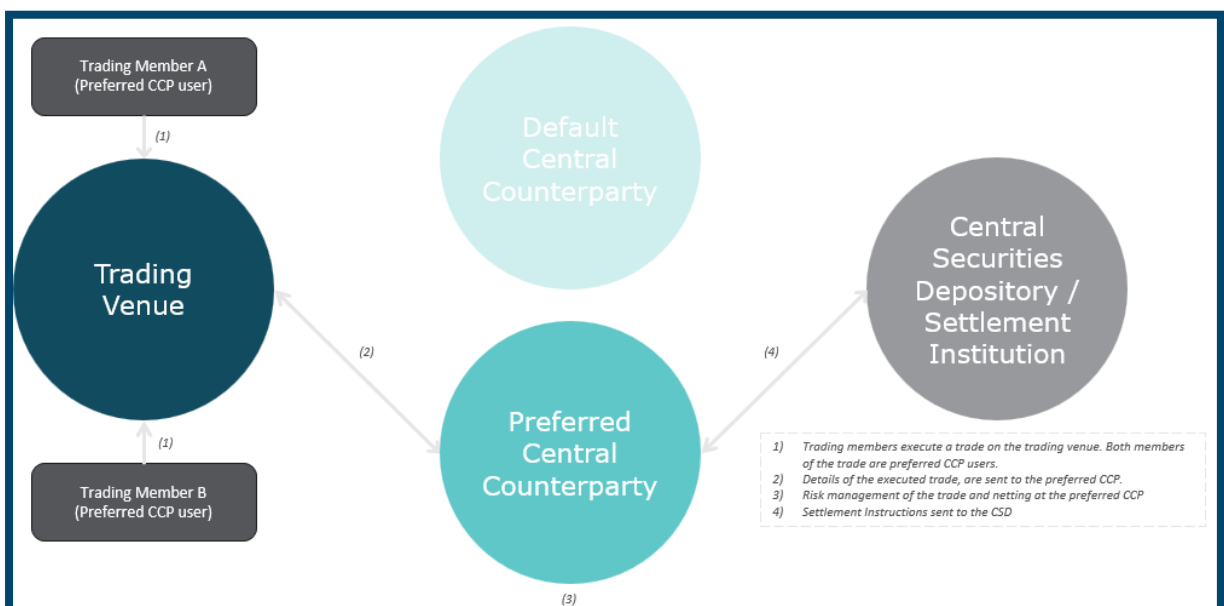 Trading Member A
(Preferred CCP user)
(1)
Default
Central
Counterparty
Trading
Venue
Central
Securities
Depository /
Settlement
Institution
(2)
(4)
Preferred
Central
Counterparty
(1)
Trading Member B
(Preferred CCP user)
1) Trading members execute a trade on the trading venue. Both members
of the trade are preferred CCP users.
2) Details of the executed trade, are sent to the preferred CCP.
3) Risk management of the trade and netting at the preferred CCP
4) Settlement Instructions sent to the CSD
(3)